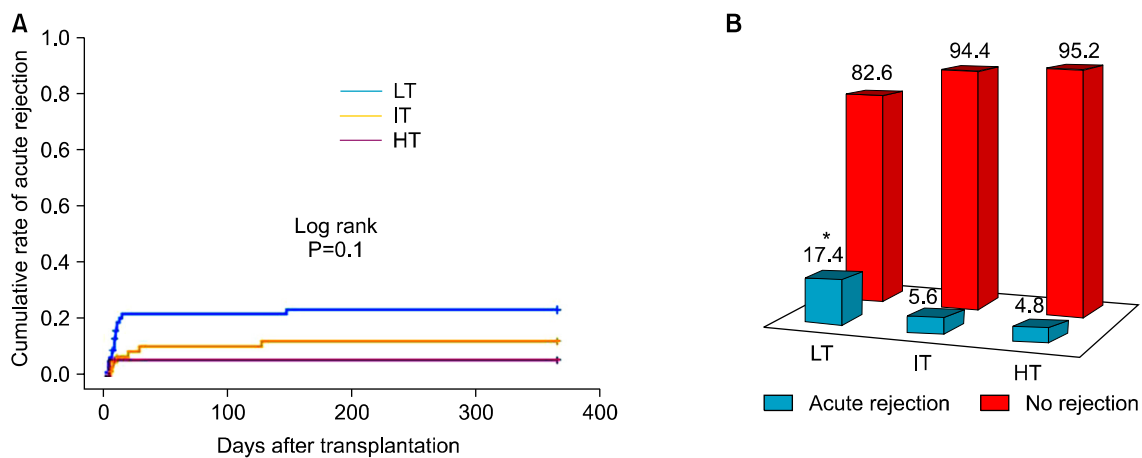 A
Cumulative rate of acute rejection
1.0
0.8
0.6
0.4
0.2
0.0
LT
IT
HT
Log rank
P=0.1
0
100
200
300
400
Days after transplantation
B
82.6
94.4
95.2
*
17.4
5.6
4.8
LT
IT
HT
Acute rejection
No rejection